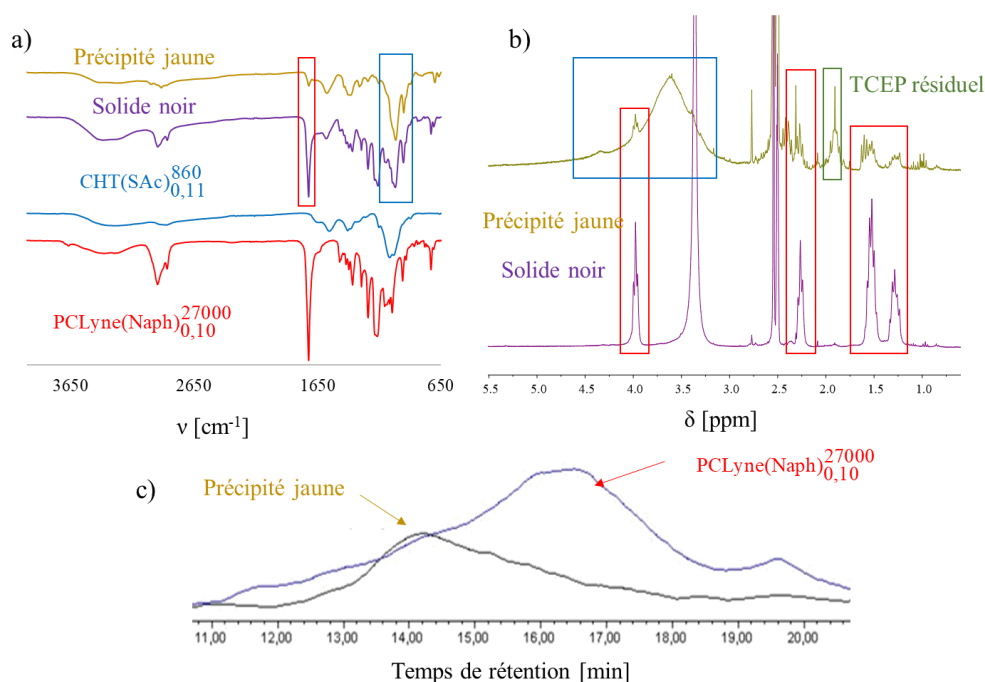 a)
Précipité jaune
Solide noir
CHT(SAc)860 0,11
PCLyne(Naph)27000 0,10
3650 2650 1650 650
ν [cm-1]
b)
TCEP résiduel
Précipité jaune
Solide noir
5.5 5.0 4.5 4.0 3.5 3.0 2.5 2.0 1.5 1.0
δ [ppm]
c)
Précipité jaune
PCLyne(Naph)27000 0,10
11,00 12,00 13,00 14,00 15,00 16,00 17,00 18,00 19,00 20,00
Temps de rétention [min]